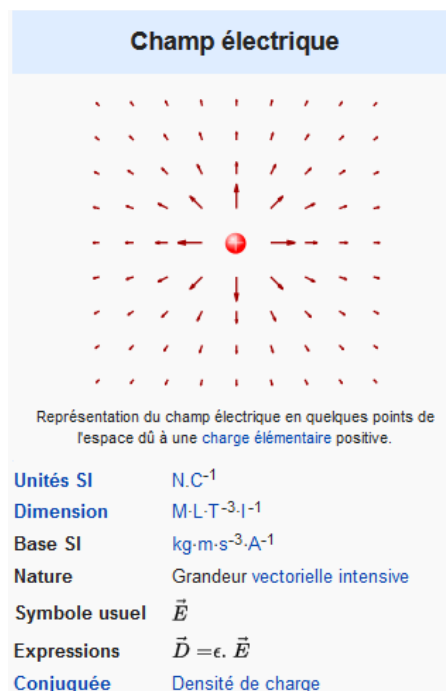 Champ électrique
+
Représentation du champ électrique en quelques points de
l'espace dû à une charge élémentaire positive.
Unités SI N.C⁻¹
Dimension M·L·T⁻³·I⁻¹
Base SI kg·m·s⁻³·A⁻¹
Nature Grandeur vectorielle intensive
Symbole usuel E⃗
Expressions D⃗ =ϵ. E⃗
Conjuguée Densité de charge